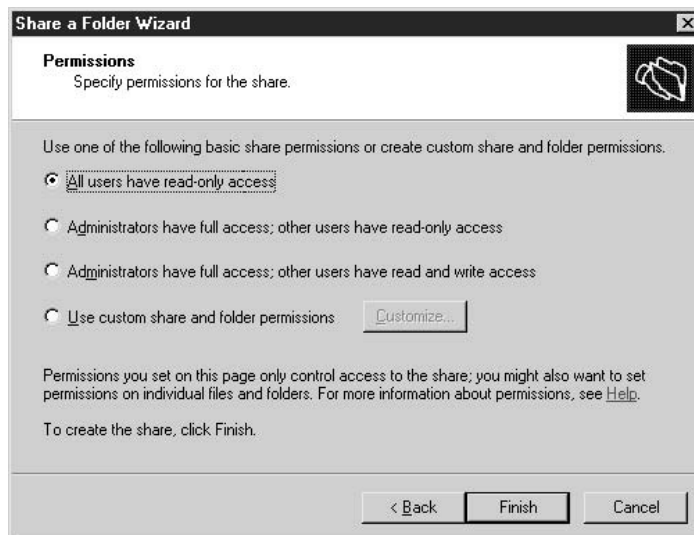 Share a Folder Wizard
Permissions
Specify permissions for the share.
Use one of the following basic share permissions or create custom share and folder permissions.
All users have read-only access
Administrators have full access; other users have read-only access
Administrators have full access; other users have read and write access
Use custom share and folder permissions Customize...
Permissions you set on this page only control access to the share; you might also want to set
permissions on individual files and folders. For more information about permissions, see Help.
To create the share, click Finish.
< Back Finish Cancel